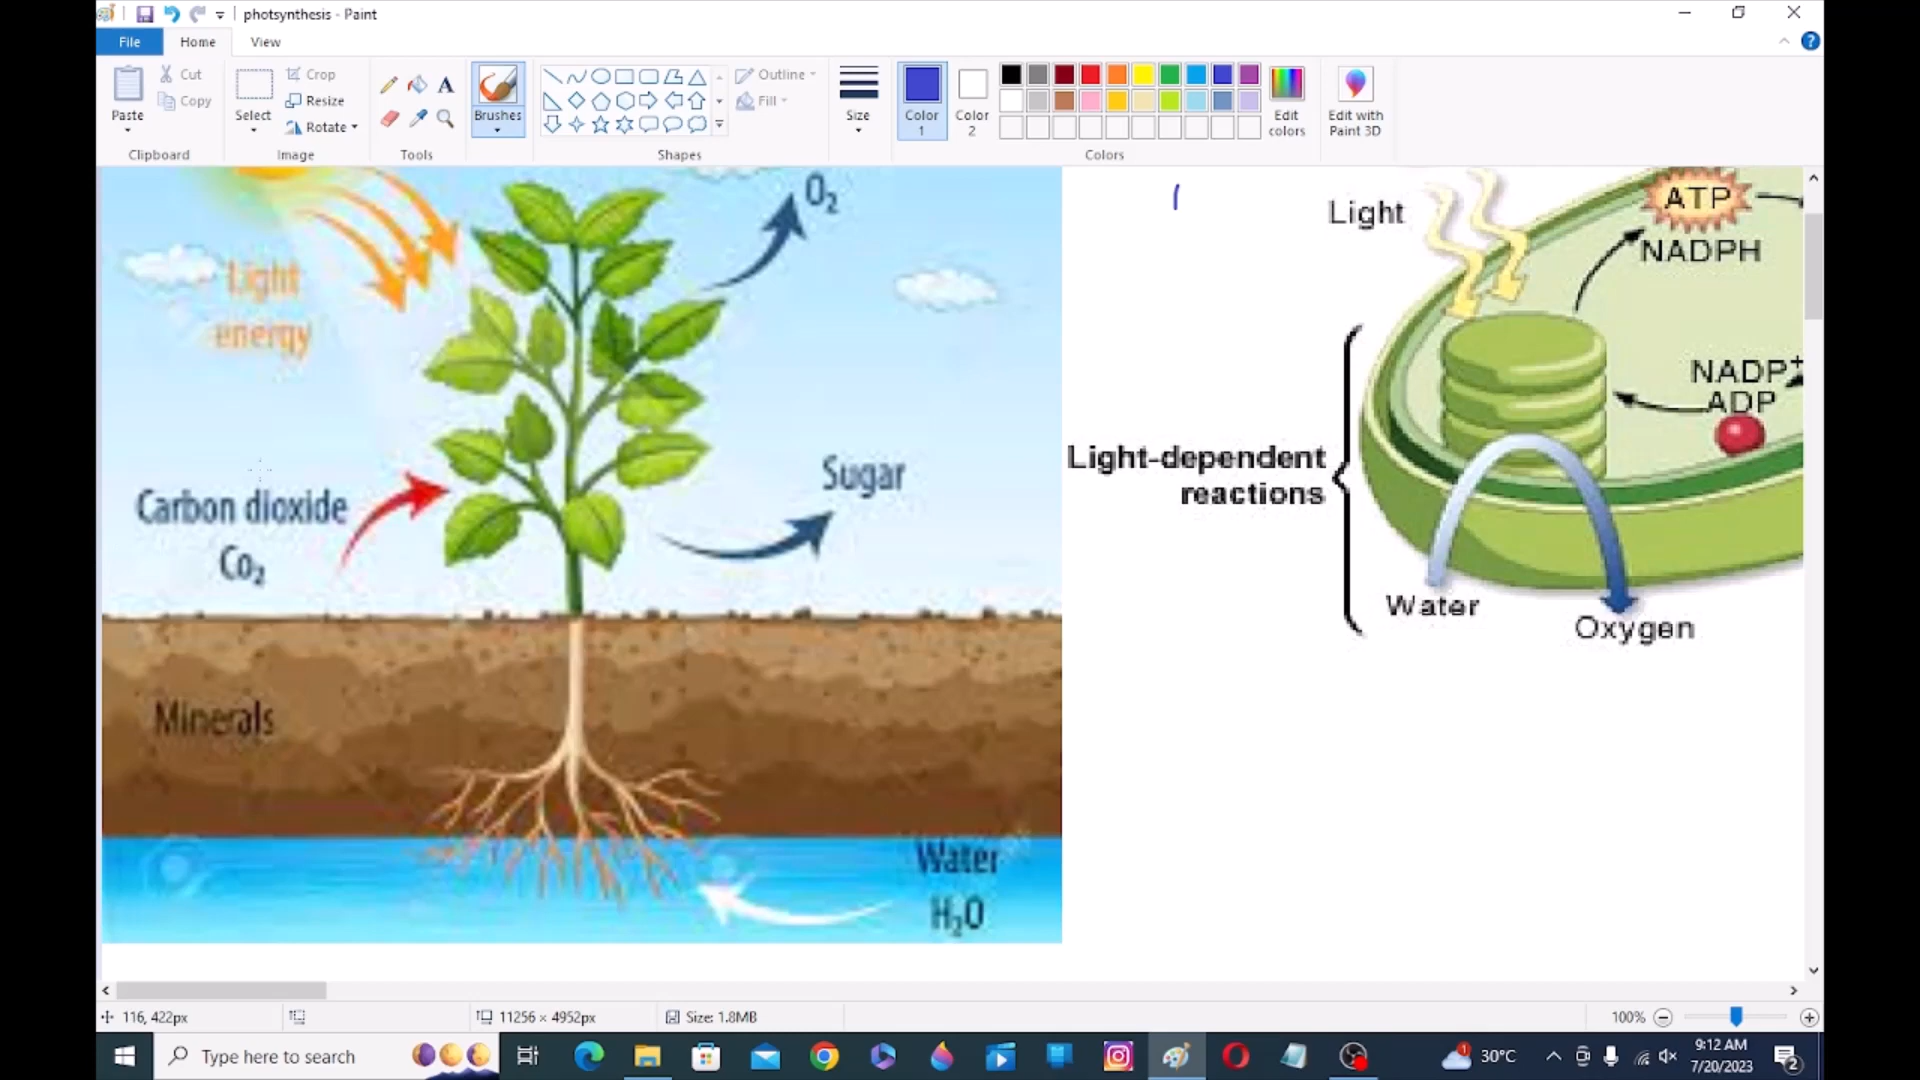 photsynthesis - Paint
File
Home
View
Paste
Cut
Copy
Clipboard
Select
Crop
Resize
Rotate
Image
A
Tools
Brushes
Shapes
Outline
Fill
Size
Color
1
Color
2
Edit
colors
Colors
Edit with
Paint 3D
O₂
Light
energy
Carbon dioxide
Co₂
Sugar
Minerals
Water
H₂O
Light
ATP
NADPH
NADP+
ADP
Light-dependent
reactions
Water
Oxygen
116, 422px
11256 × 4952px
Size: 1.8MB
100%
Type here to search
1
30°C
9:12 AM
7/20/2023
2